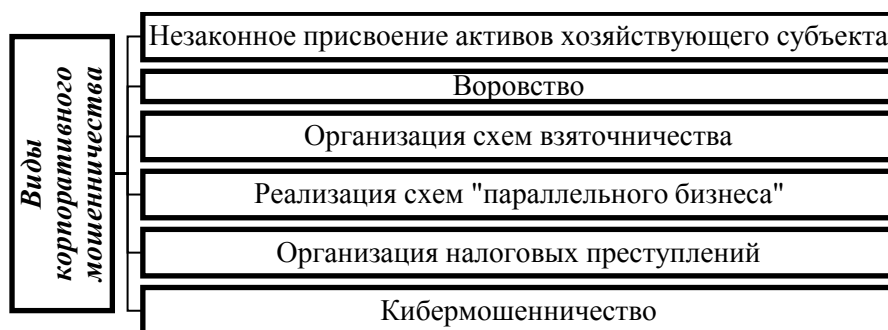 Виды
корпоративного
мошенничества
Незаконное присвоение активов хозяйствующего субъекта
Воровство
Организация схем взяточничества
Реализация схем "параллельного бизнеса"
Организация налоговых преступлений
Кибермошенничество